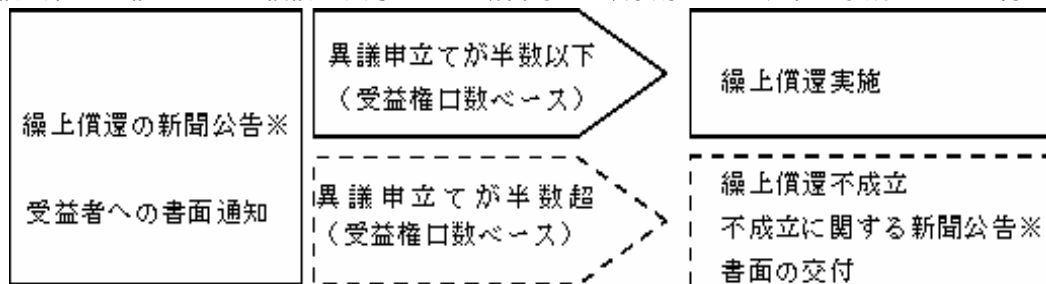 繰上償還の新聞公告※
受益者への書面通知
異議申立てが半数以下
（受益権口数ベース）
繰上償還実施
異議申立てが半数超
（受益権口数ベース）
繰上償還不成立
不成立に関する新聞公告※
書面の交付